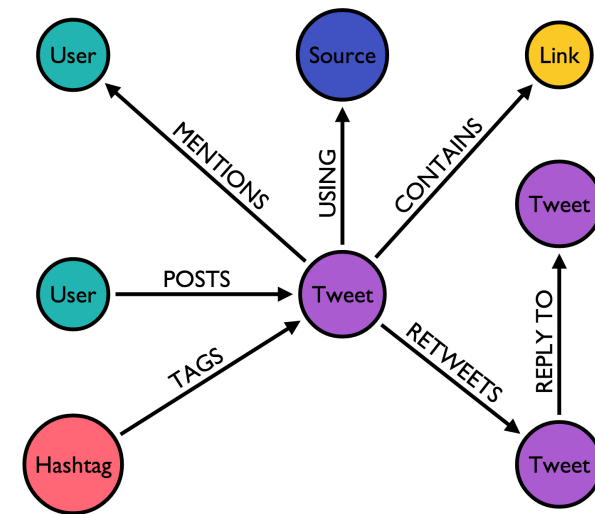 User
Source
Link
MENTIONS
USING
CONTAINS
Tweet
User
POSTS
Tweet
TAGS
RETWEETS
REPLY TO
Hashtag
Tweet